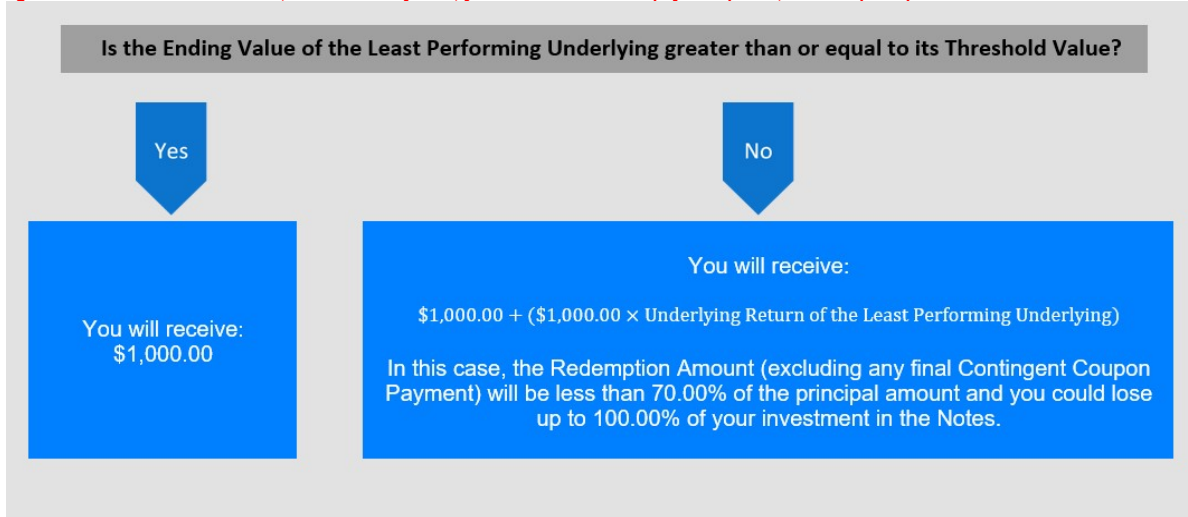 Is the Ending Value of the Least Performing Underlying greater than or equal to its Threshold Value?
Yes
No
You will receive:
$1,000.00
You will receive:
$1,000.00 + ($1,000.00 × Underlying Return of the Least Performing Underlying)
In this case, the Redemption Amount (excluding any final Contingent Coupon
Payment) will be less than 70.00% of the principal amount and you could lose
up to 100.00% of your investment in the Notes.